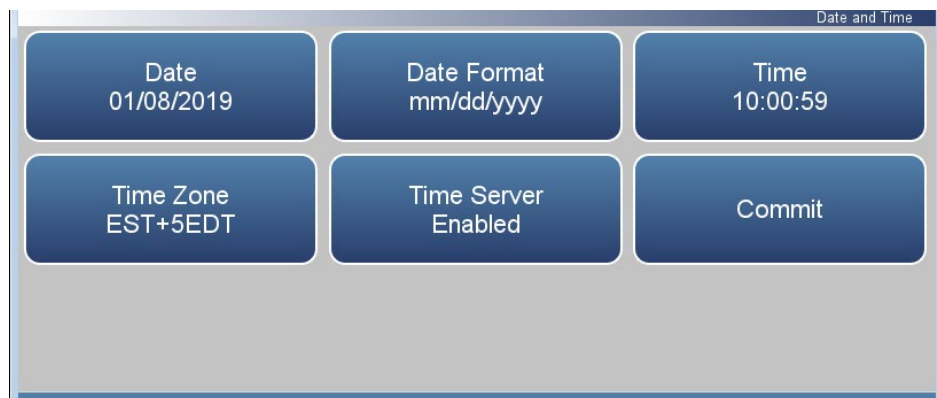 Date and Time
Date
01/08/2019
Date Format
mm/dd/yyyy
Time
10:00:59
Time Zone
EST+5EDT
Time Server
Enabled
Commit